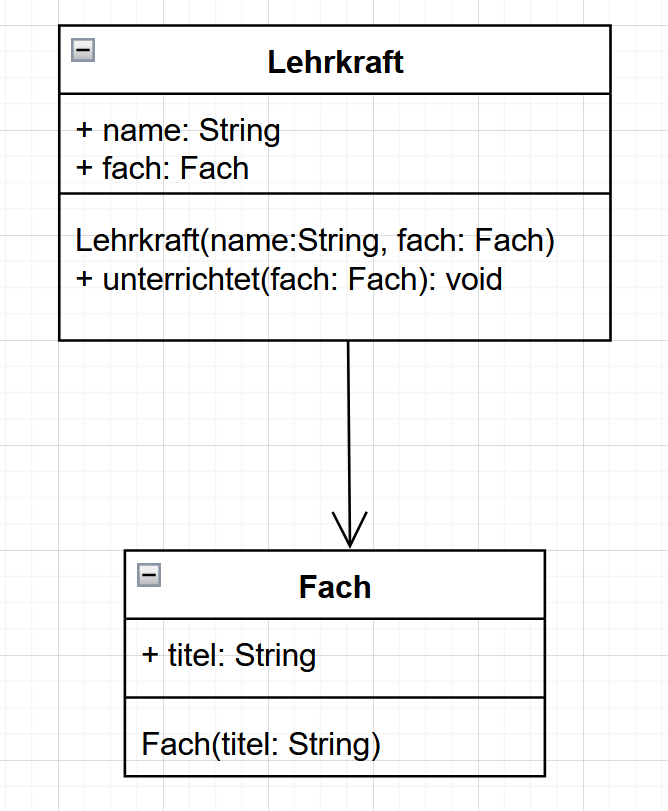 Lehrkraft
+ name: String
+ fach: Fach
Lehrkraft(name:String, fach: Fach)
+ unterrichtet(fach: Fach): void
Fach
+ titel: String
Fach(titel: String)